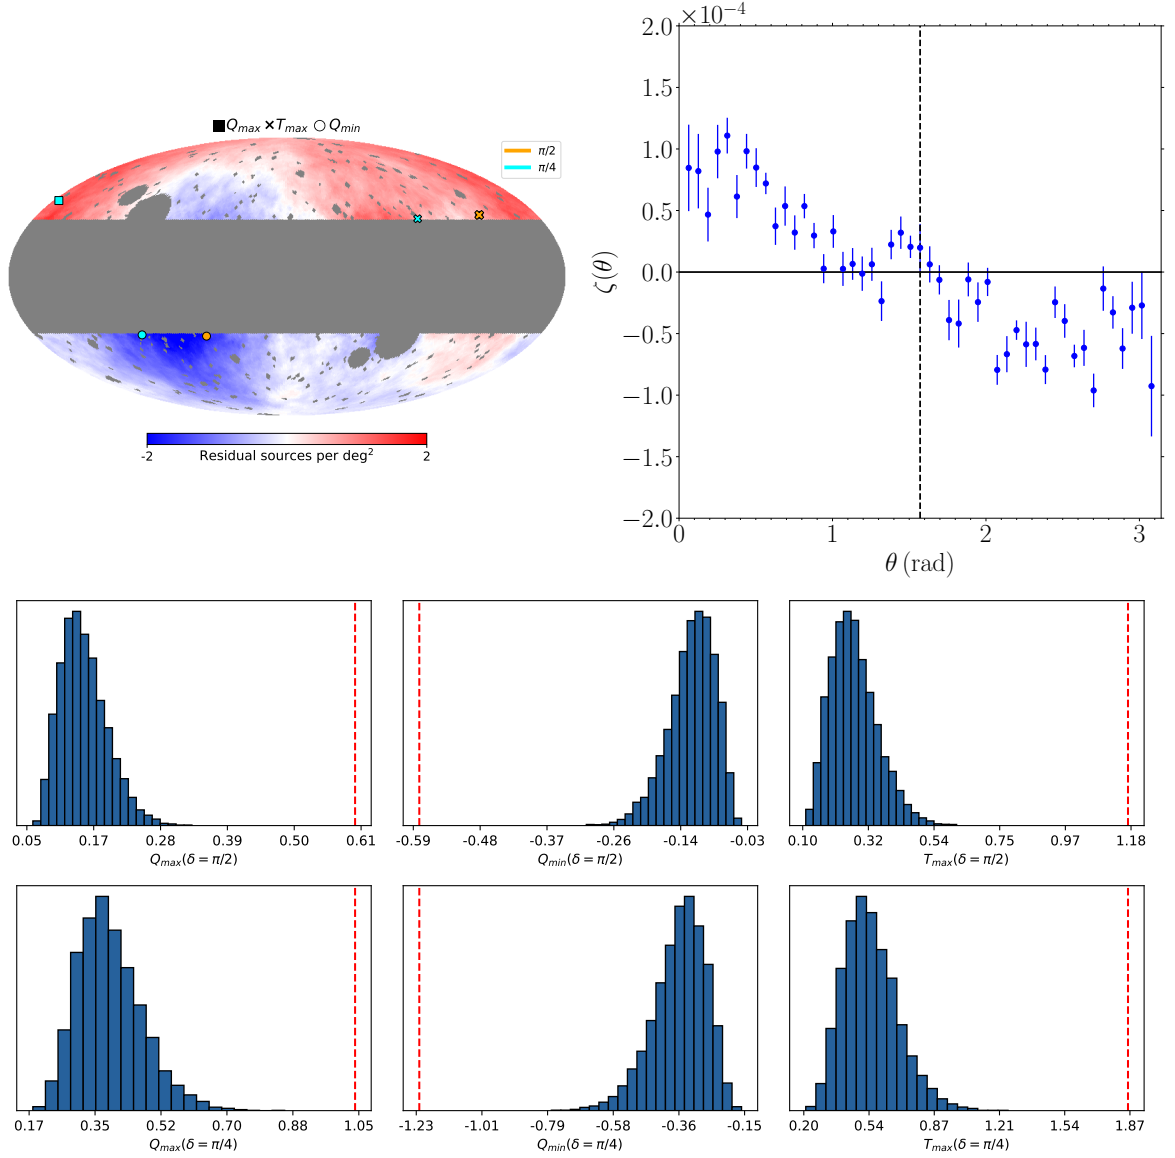 ■Q_max ×T_max ○Q_min
π/2
π/4
-2 Residual sources per deg² 2
×10⁻⁴
2.0
1.5
1.0
0.5
0.0
−0.5
−1.0
−1.5
−2.0
ζ(θ)
0 1 2 3
θ (rad)
0.05 0.17 0.28 0.39 0.50 0.61
Q_max(δ = π/2)
-0.59 -0.48 -0.37 -0.26 -0.14 -0.03
Q_min(δ = π/2)
0.10 0.32 0.54 0.75 0.97 1.18
T_max(δ = π/2)
0.17 0.35 0.52 0.70 0.88 1.05
Q_max(δ = π/4)
-1.23 -1.01 -0.79 -0.58 -0.36 -0.15
Q_min(δ = π/4)
0.20 0.54 0.87 1.21 1.54 1.87
T_max(δ = π/4)